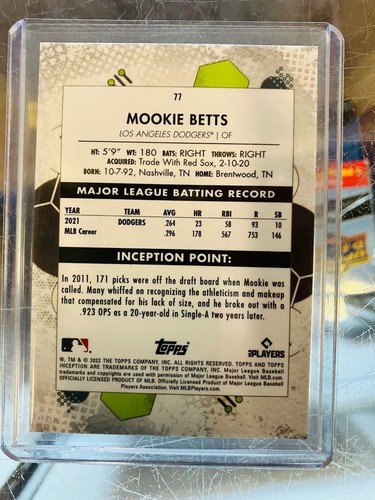 77
MOOKIE BETTS
LOS ANGELES DODGERS® | OF
HT: 5'9" WT: 180 BATS: RIGHT THROWS: RIGHT
ACQUIRED: Trade With Red Sox, 2-10-20
BORN: 10-7-92, Nashville, TN HOME: Brentwood, TN
MAJOR LEAGUE BATTING RECORD
YEAR TEAM AVG HR RBI R SB
2021 DODGERS .264 23 58 93 10
MLB Career .296 178 567 753 146
INCEPTION POINT:
In 2011, 171 picks were off the draft board when Mookie was
called. Many whiffed on recognizing the athleticism and makeup
that compensated for his lack of size, and he broke out with a
.923 OPS as a 20-year-old in Single-A two years later.
Topps
PLAYERS
®, TM & © 2022 THE TOPPS COMPANY, INC. ALL RIGHTS RESERVED. TOPPS AND TOPPS
INCEPTION ARE TRADEMARKS OF THE TOPPS COMPANY, INC. Major League Baseball
trademarks and copyrights are used with permission of Major League Baseball. Visit MLB.com.
OFFICIALLY LICENSED PRODUCT OF MLB. Officially Licensed Product of Major League Baseball
Players Association. Visit MLBPlayers.com.